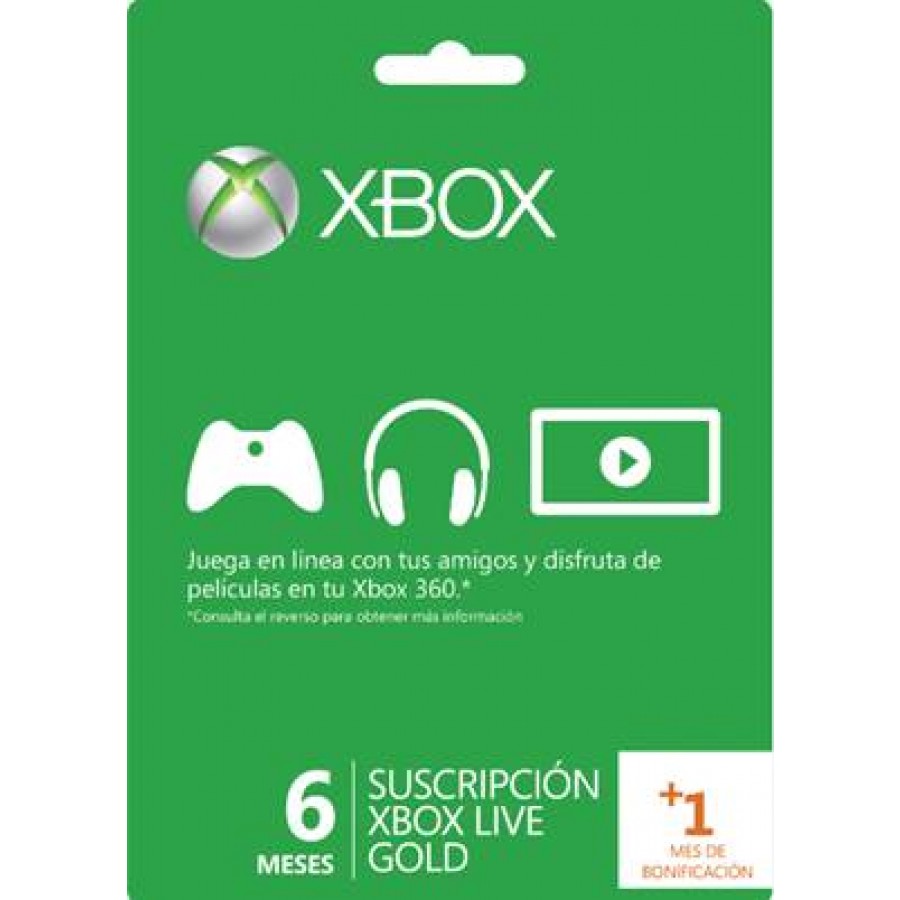 XBOX
Juega en línea con tus amigos y disfruta de
películas en tu Xbox 360.*
*Consulta el reverso para obtener más información
6
MESES
SUSCRIPCIÓN
XBOX LIVE
GOLD
+1
MES DE
BONIFICACIÓN